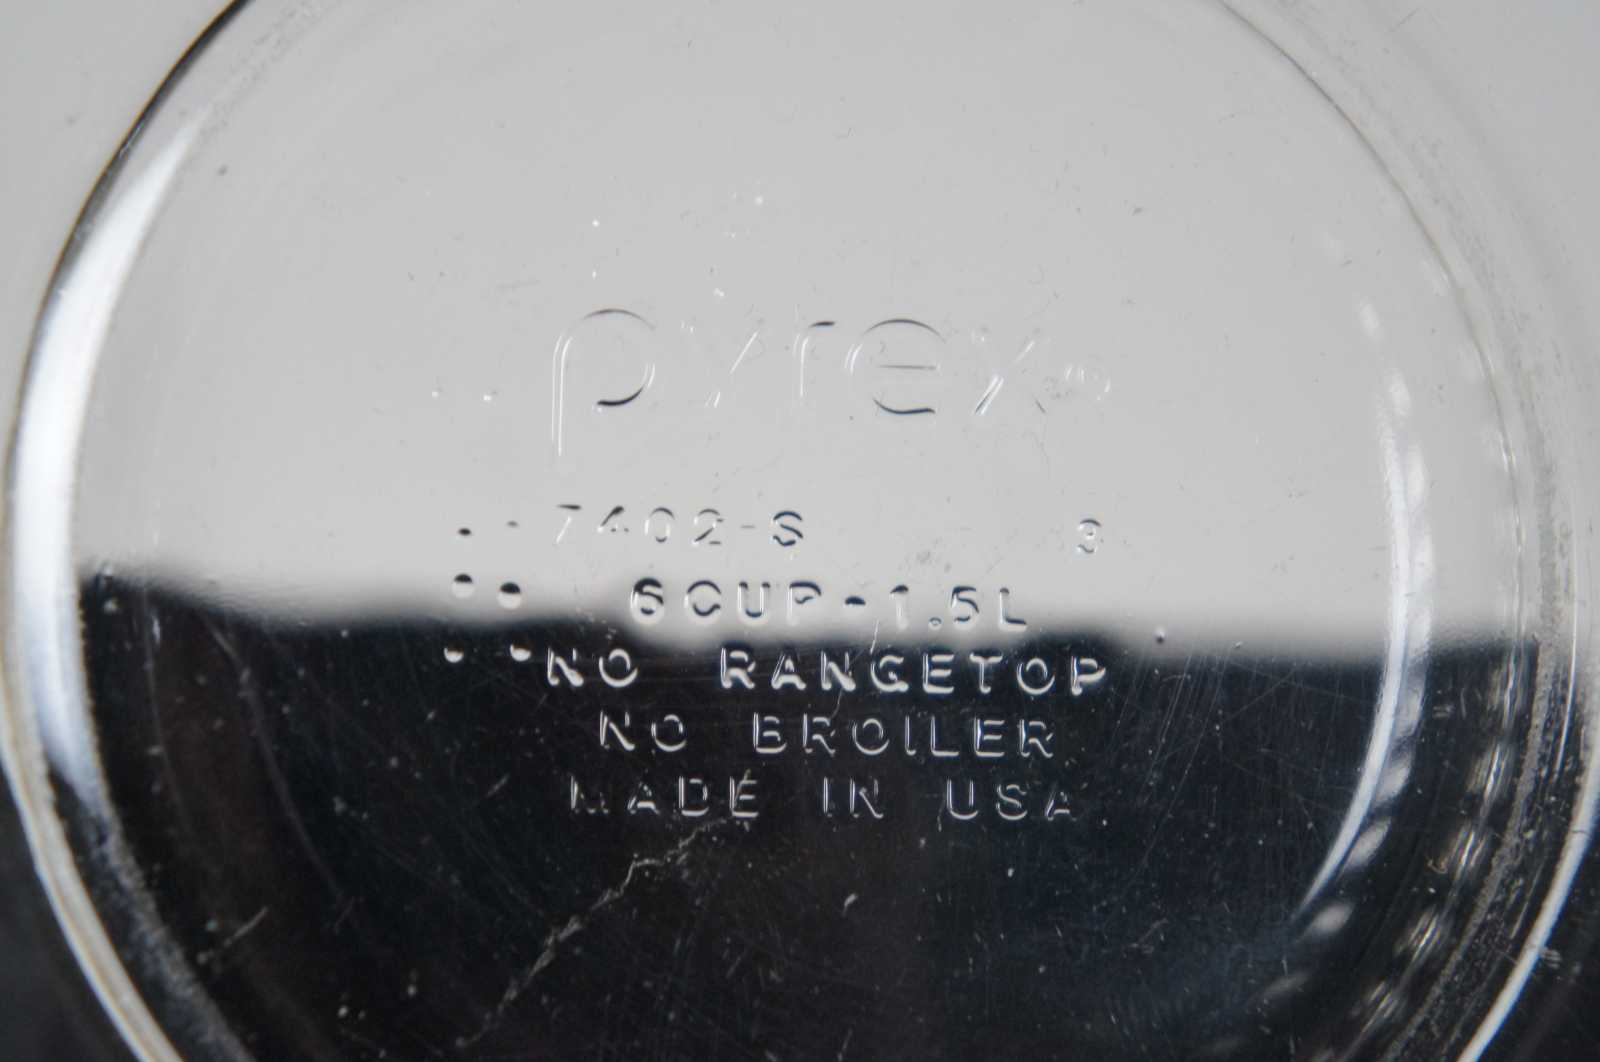 pyrex®
7402-S 3
6CUP-1.5L
NO RANGETOP
NO BROILER
MADE IN USA